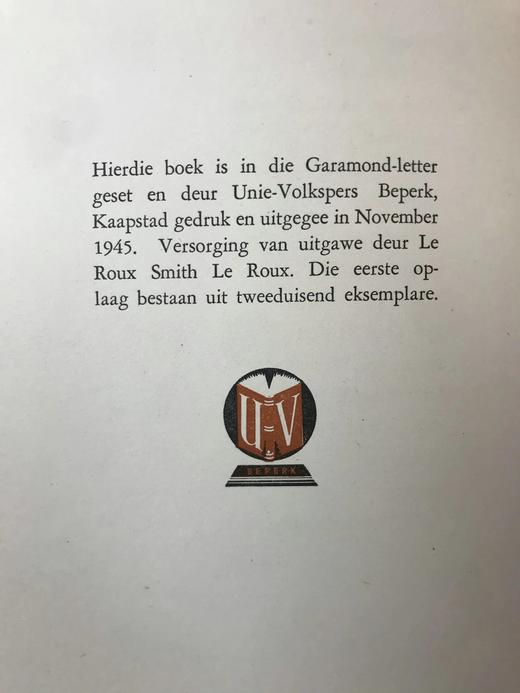 Hierdie boek is in die Garamond-letter
geset en deur Unie-Volkspers Beperk,
Kaapstad gedruk en uitgegee in November
1945. Versorging van uitgawe deur Le
Roux Smith Le Roux. Die eerste op-
laag bestaan uit tweeduisend eksemplare.
U-V
BEPERK